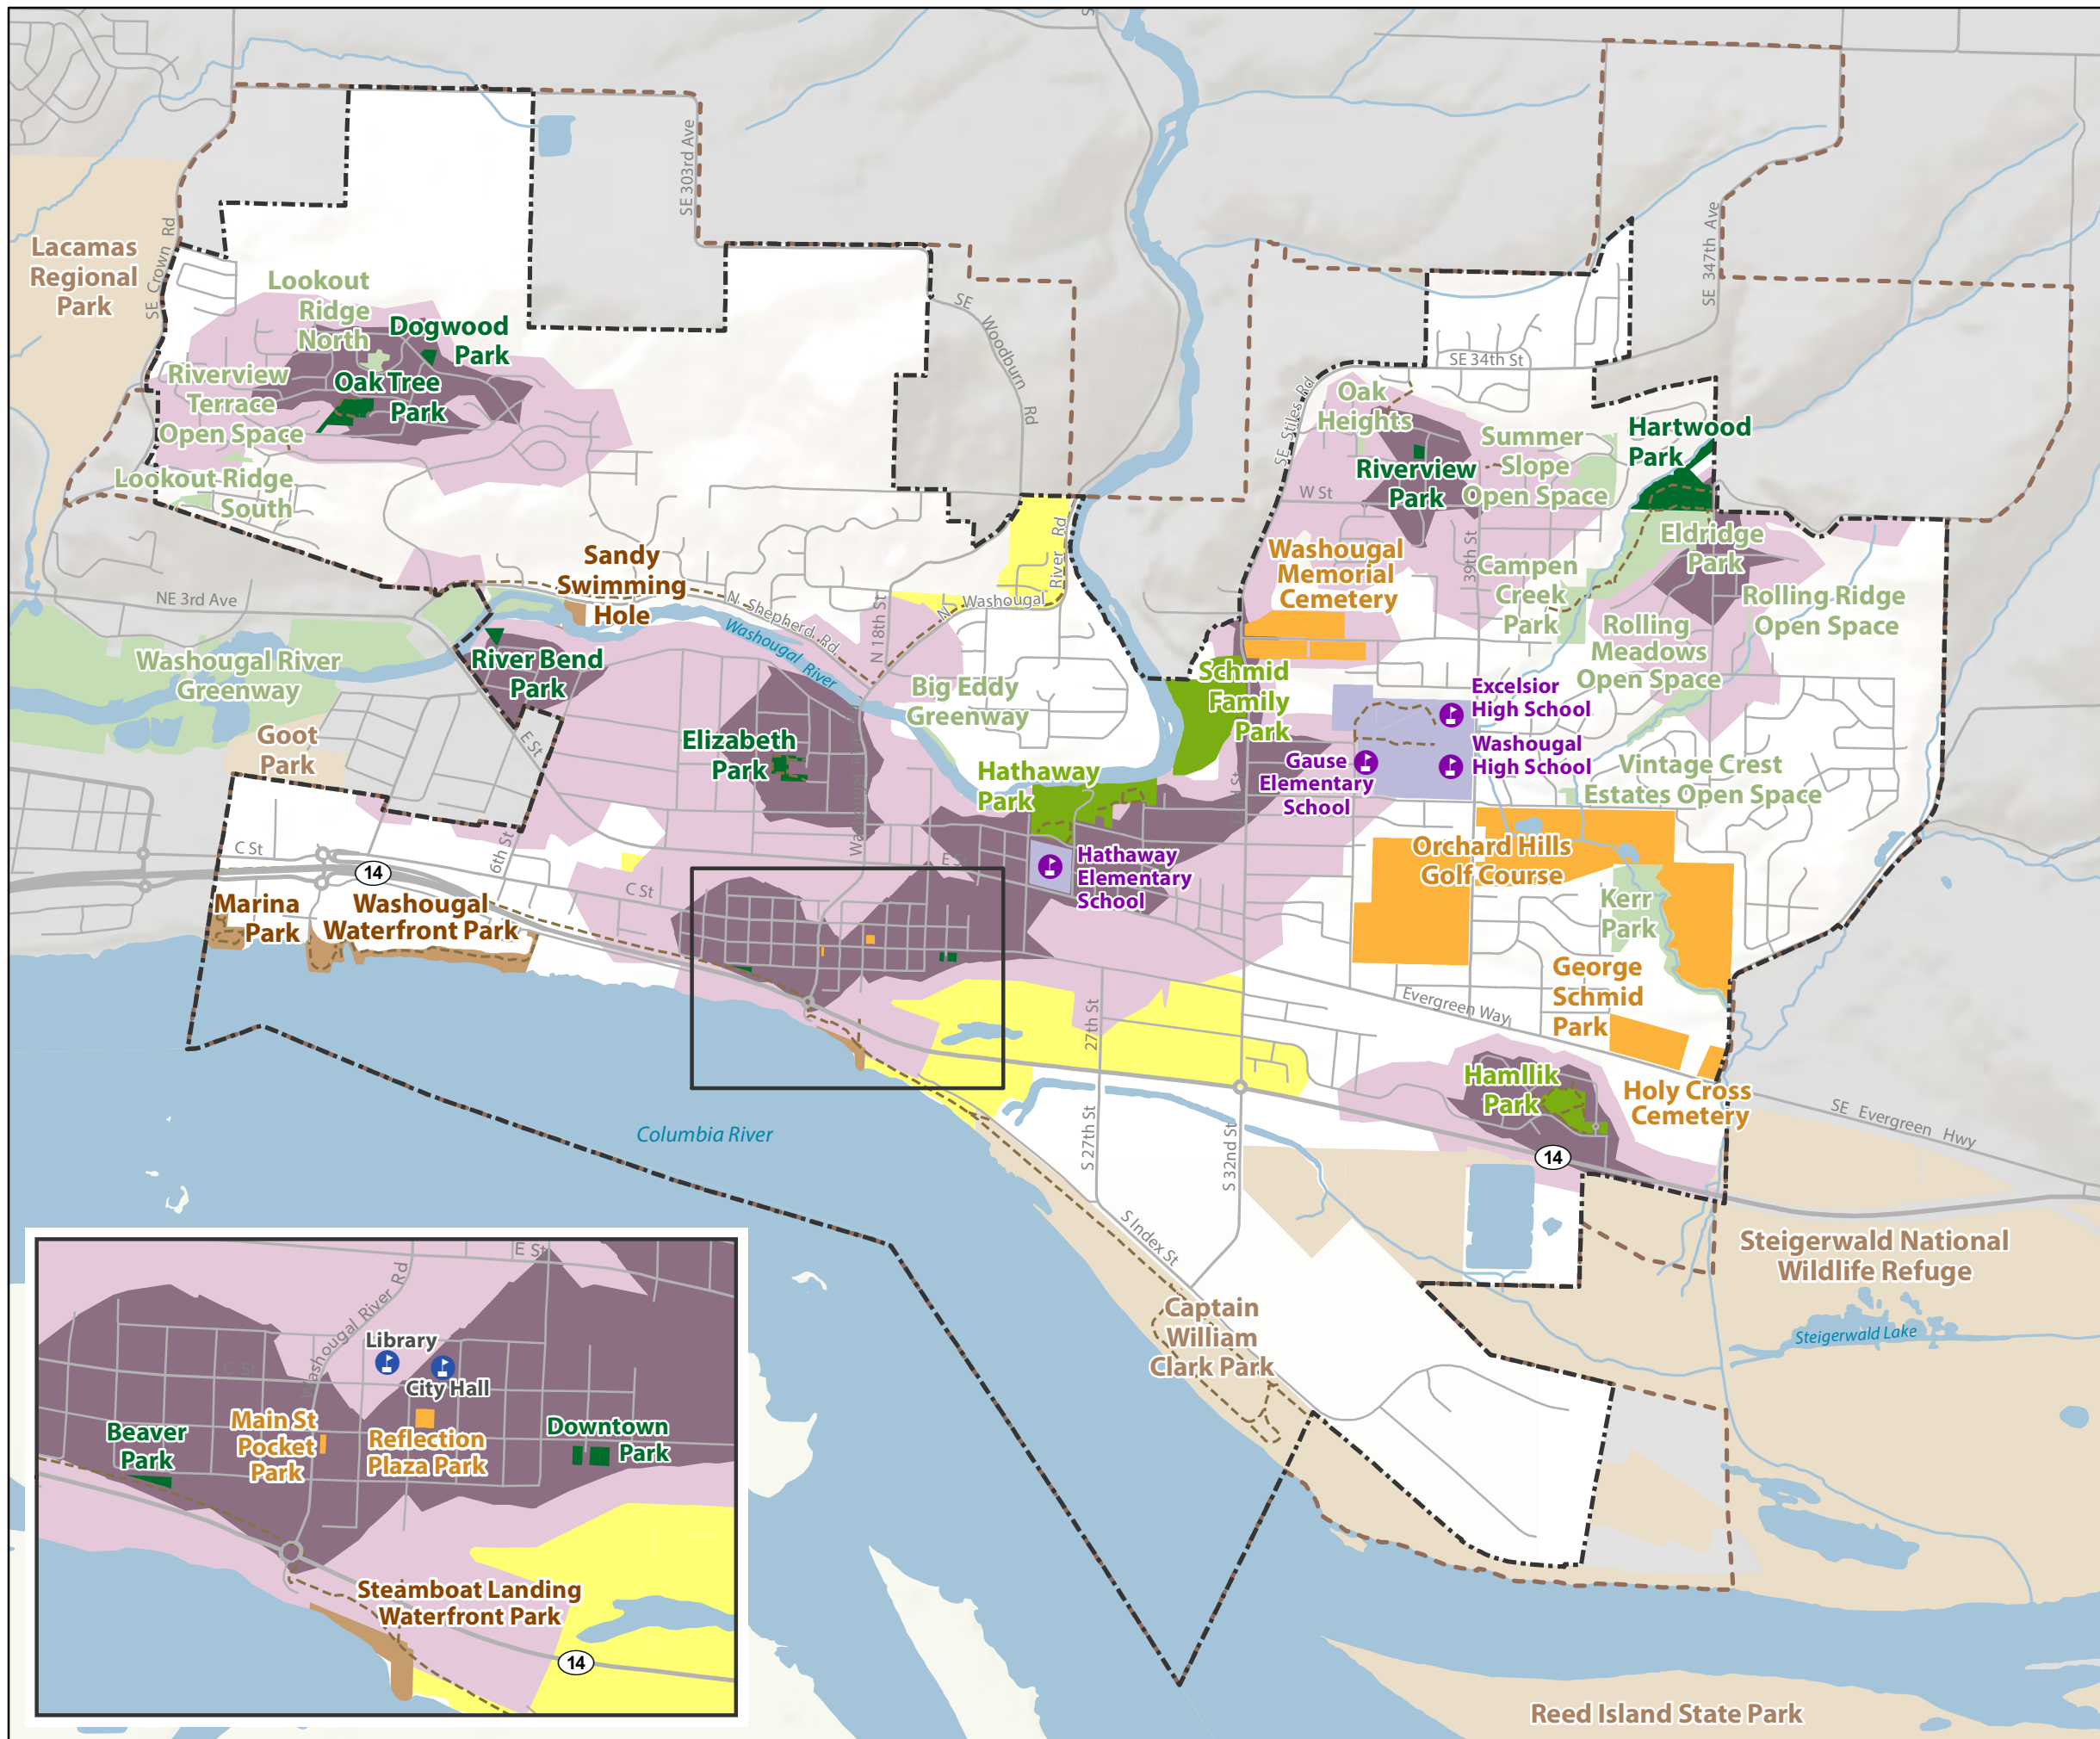 SE 303rd Ave
SE Crown Rd
Lacamas
Regional
Park
Lookout
Ridge
North
Dogwood
Park
Riverview
Terrace
Open Space
Oak Tree
Park
Lookout Ridge
South
SE Woodburn Rd
SE 347th Ave
SE 34th St
SE Stiles Rd
Oak
Heights
Riverview
Park
Summer
Slope
Open Space
Hartwood
Park
W St
39th St
Eldridge
Park
Washougal
Memorial
Cemetery
Campen
Creek
Park
Rolling Ridge
Open Space
Rolling
Meadows
Open Space
NE 3rd Ave
Sandy
Swimming
Hole
N Shepherd Rd
Washougal River
N 18th St
N Washougal River Rd
Washougal River
Greenway
River Bend
Park
Big Eddy
Greenway
Schmid
Family
Park
Excelsior
High School
Washougal
High School
Gause
Elementary
School
Vintage Crest
Estates Open Space
Goot
Park
E St
Elizabeth
Park
Hathaway
Park
Hathaway
Elementary
School
Orchard Hills
Golf Course
Kerr
Park
C St
14
6th St
C St
E St
Marina
Park
Washougal
Waterfront Park
George
Schmid
Park
Evergreen Way
27th St
Hamllik
Park
Holy Cross
Cemetery
SE Evergreen Hwy
14
Columbia River
S 27th St
S 32nd St
S Index St
Steigerwald National
Wildlife Refuge
Steigerwald Lake
Captain
William
Clark Park
Reed Island State Park
E St
Washougal River Rd
Library
City Hall
C St
Beaver
Park
Main St
Pocket
Park
Reflection
Plaza Park
Downtown
Park
Steamboat Landing
Waterfront Park
14